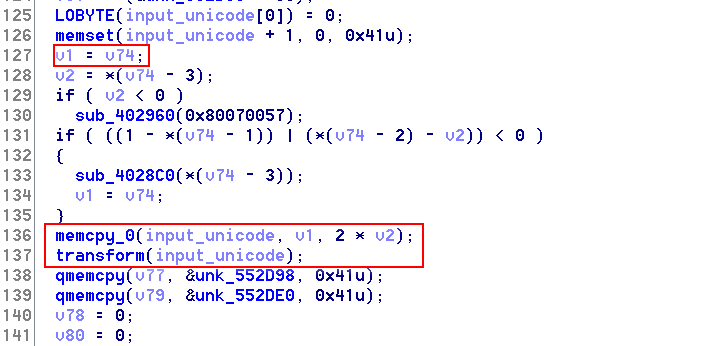 125 LOBYTE(input_unicode[0]) = 0;
126 memset(input_unicode + 1, 0, 0x41u);
127 v1 = v74;
128 v2 = *(v74 - 3);
129 if ( v2 < 0 )
130 sub_402960(0x80070057);
131 if ( ((1 - *(v74 - 1)) | (*(v74 - 2) - v2)) < 0 )
132 {
133 sub_4028C0(*(v74 - 3));
134 v1 = v74;
135 }
136 memcpy_0(input_unicode, v1, 2 * v2);
137 transform(input_unicode);
138 qmemcpy(v77, &unk_552D98, 0x41u);
139 qmemcpy(v79, &unk_552DE0, 0x41u);
140 v78 = 0;
141 v80 = 0;